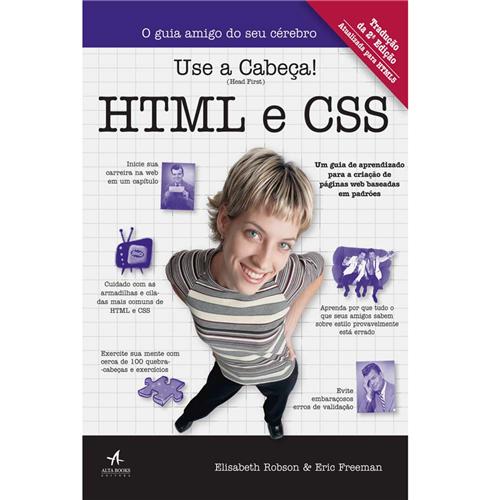 O guia amigo do seu cérebro
Tradução
da 2ª Edição
Atualizada para HTML5
Use a Cabeça!
(Head First)
HTML e CSS
Inicie sua
carreira na web
em um capítulo
Um guia de aprendizado
para a criação de
páginas web baseadas
em padrões
Cuidado com as
armadilhas e cila-
das mais comuns de
HTML e CSS
Aprenda por que tudo o
que seus amigos sabem
sobre estilo provavelmente
está errado
Exercite sua mente com
cerca de 100 quebra-
-cabeças e exercícios
Evite
embaraçosos
erros de validação
ALTA BOOKS
EDITORA
Elisabeth Robson & Eric Freeman